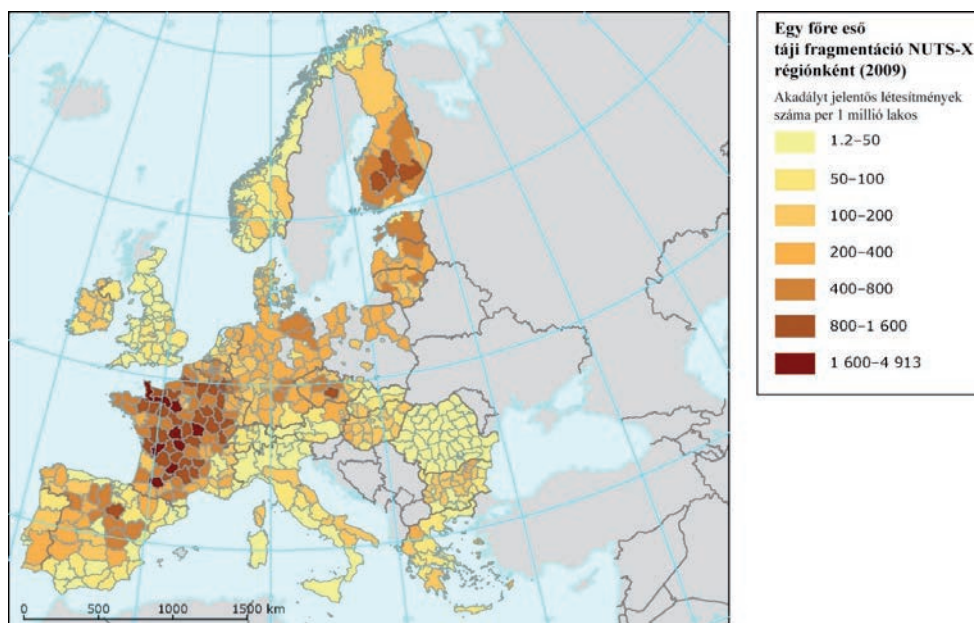 Egy főre eső
táji fragmentáció NUTS-X
régiónként (2009)
Akadályt jelentős létesítmények
száma per 1 millió lakos
1.2–50
50–100
100–200
200–400
400–800
800–1 600
1 600–4 913
0 500 1000 1500 km